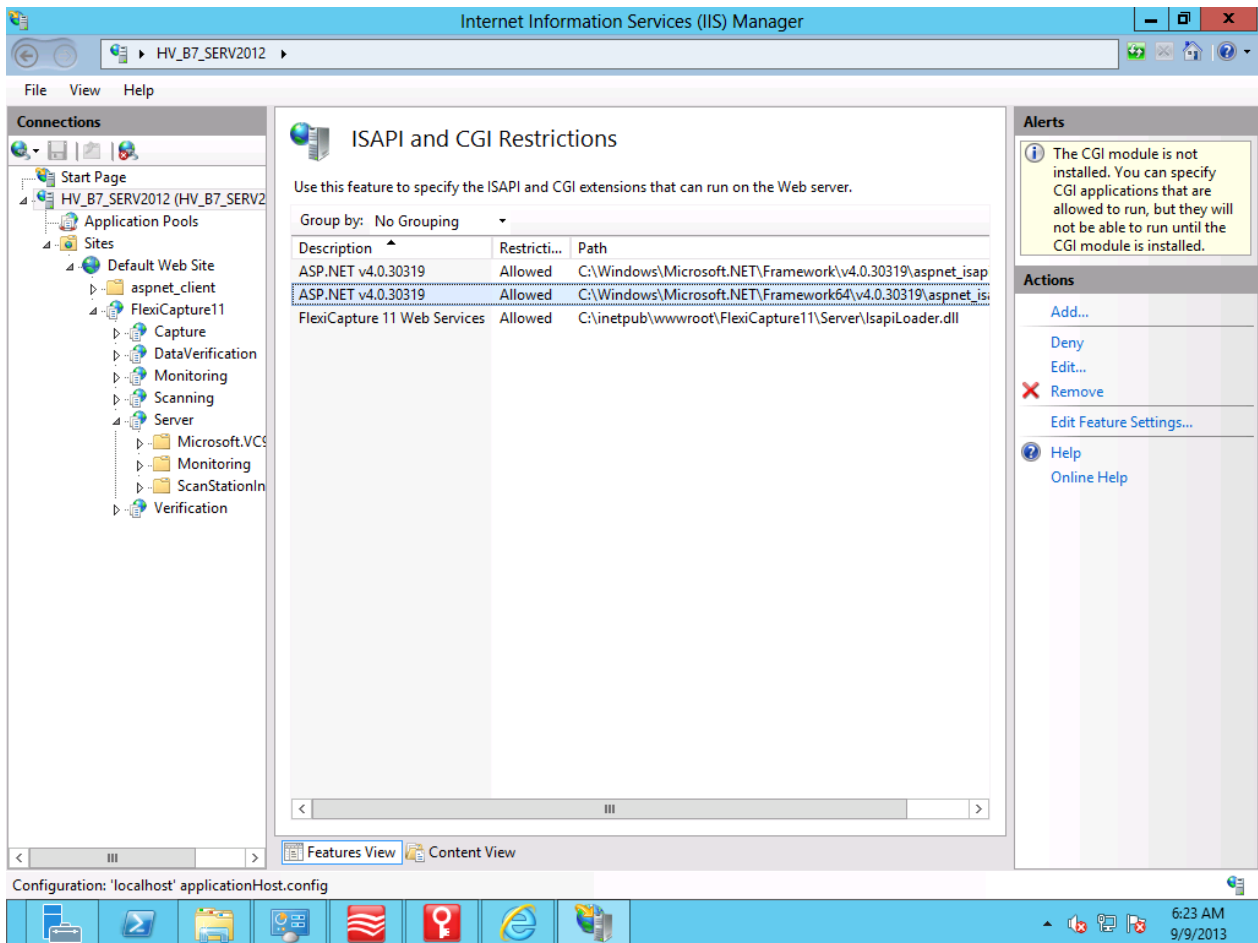 Internet Information Services (IIS) Manager
HV_B7_SERV2012
File View Help
Connections
Start Page
HV_B7_SERV2012 (HV_B7_SERV2
Application Pools
Sites
Default Web Site
aspnet_client
FlexiCapture11
Capture
DataVerification
Monitoring
Scanning
Server
Microsoft.VC9
Monitoring
ScanStationIn
Verification
ISAPI and CGI Restrictions
Use this feature to specify the ISAPI and CGI extensions that can run on the Web server.
Group by: No Grouping
Description Restricti... Path
ASP.NET v4.0.30319 Allowed C:\Windows\Microsoft.NET\Framework\v4.0.30319\aspnet_isap
ASP.NET v4.0.30319 Allowed C:\Windows\Microsoft.NET\Framework64\v4.0.30319\aspnet_isa
FlexiCapture 11 Web Services Allowed C:\inetpub\wwwroot\FlexiCapture11\Server\IsapiLoader.dll
Features View Content View
Alerts
The CGI module is not
installed. You can specify
CGI applications that are
allowed to run, but they will
not be able to run until the
CGI module is installed.
Actions
Add...
Deny
Edit...
Remove
Edit Feature Settings...
Help
Online Help
Configuration: 'localhost' applicationHost.config
6:23 AM
9/9/2013